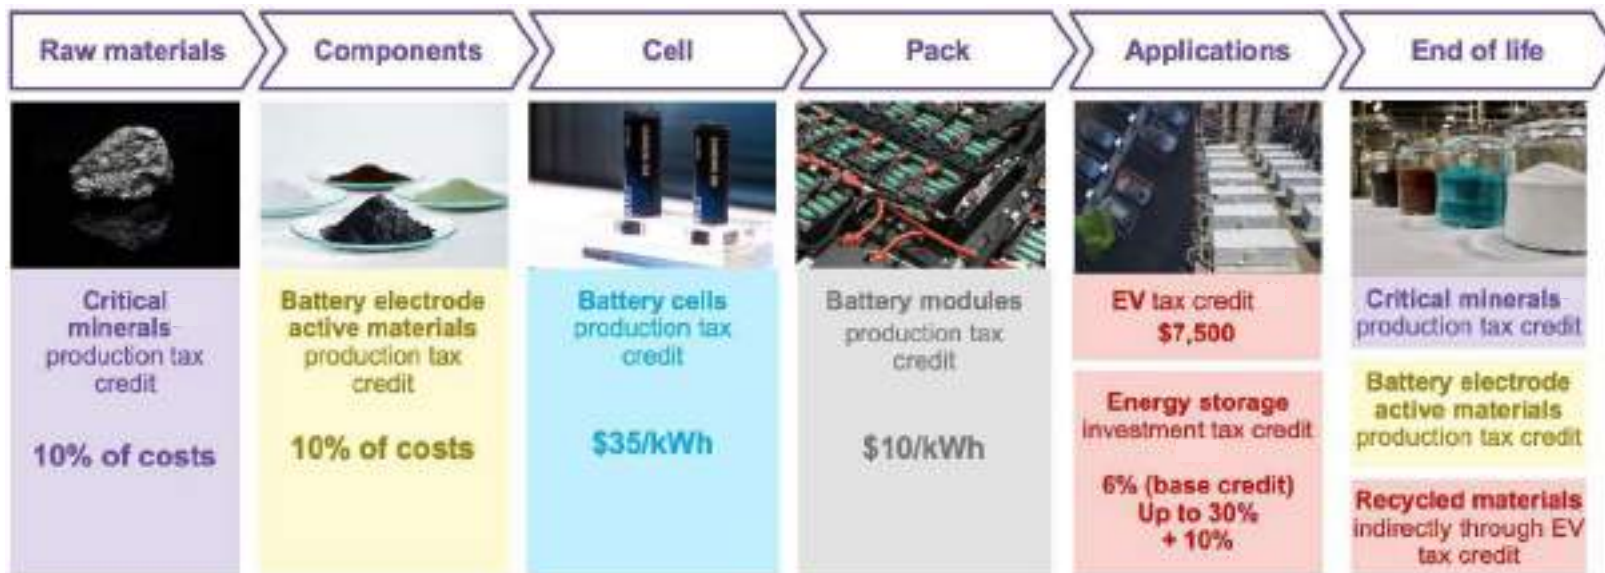 Raw materials
Components
Cell
Pack
Applications
End of life
Critical
minerals
production tax
credit
10% of costs
Battery electrode
active materials
production tax
credit
10% of costs
Battery cells
production tax
credit
$35/kWh
Battery modules
production tax
credit
$10/kWh
EV tax credit
$7,500
Energy storage
investment tax credit
6% (base credit)
Up to 30%
+ 10%
Critical minerals
production tax credit
Battery electrode
active materials
production tax credit
Recycled materials
indirectly through EV
tax credit